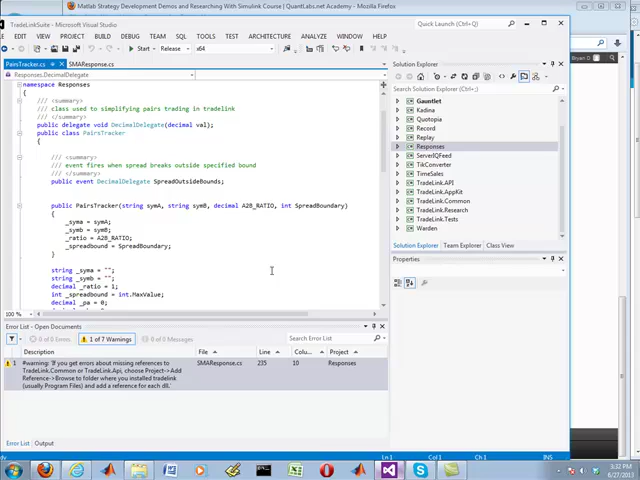 Matlab Strategy Development Demos and Researching With Simulink Course | QuantLabs.net Academy - Mozilla Firefox
TradeLinkSuite - Microsoft Visual Studio
Quick Launch (Ctrl+Q)
EDIT VIEW PROJECT BUILD DEBUG TEAM SQL TOOLS TEST ARCHITECTURE ANALYZE WINDOW HELP
Start Release x64
Bryan D
PairsTracker.cs SMAResponse.cs
Responses.DecimalDelegate
namespace Responses
{
/// <summary>
/// class used to simplifying pairs trading in tradelink
/// </summary>
public delegate void DecimalDelegate(decimal val);
public class PairsTracker
{
/// <summary>
/// event fires when spread breaks outside specified bound
/// </summary>
public event DecimalDelegate SpreadOutsideBounds;
public PairsTracker(string symA, string symB, decimal A2B_RATIO, int SpreadBoundary)
{
_syma = symA;
_symb = symB;
_ratio = A2B_RATIO;
_spreadbound = SpreadBoundary;
}
string _syma = "";
string _symb = "";
decimal _ratio = 1;
int _spreadbound = int.MaxValue;
decimal _pa = 0;
100 %
Solution Explorer
Search Solution Explorer (Ctrl+;)
Gauntlet
Kadina
Quotopia
Record
Replay
Responses
ServerIQFeed
TikConverter
TimeSales
TradeLink.API
TradeLink.AppKit
TradeLink.Common
TradeLink.Research
TradeLink.Tests
Warden
Solution Explorer Team Explorer Class View
Properties
Error List - Open Documents
0 of 0 Errors 1 of 7 Warnings 0 of 0 Messages
Search Error List
Description File Line Colu... Project
1 #warning: 'If you get errors about missing references to TradeLink.Common or TradeLink.Api, choose Project->Add Reference->Browse to folder where you installed tradelink (usually Program Files) and add a reference for each dll.' SMAResponse.cs 235 10 Responses
Error List Output
Ln 1 Col 1 Ch 1 INS
3:32 PM
6/27/2013